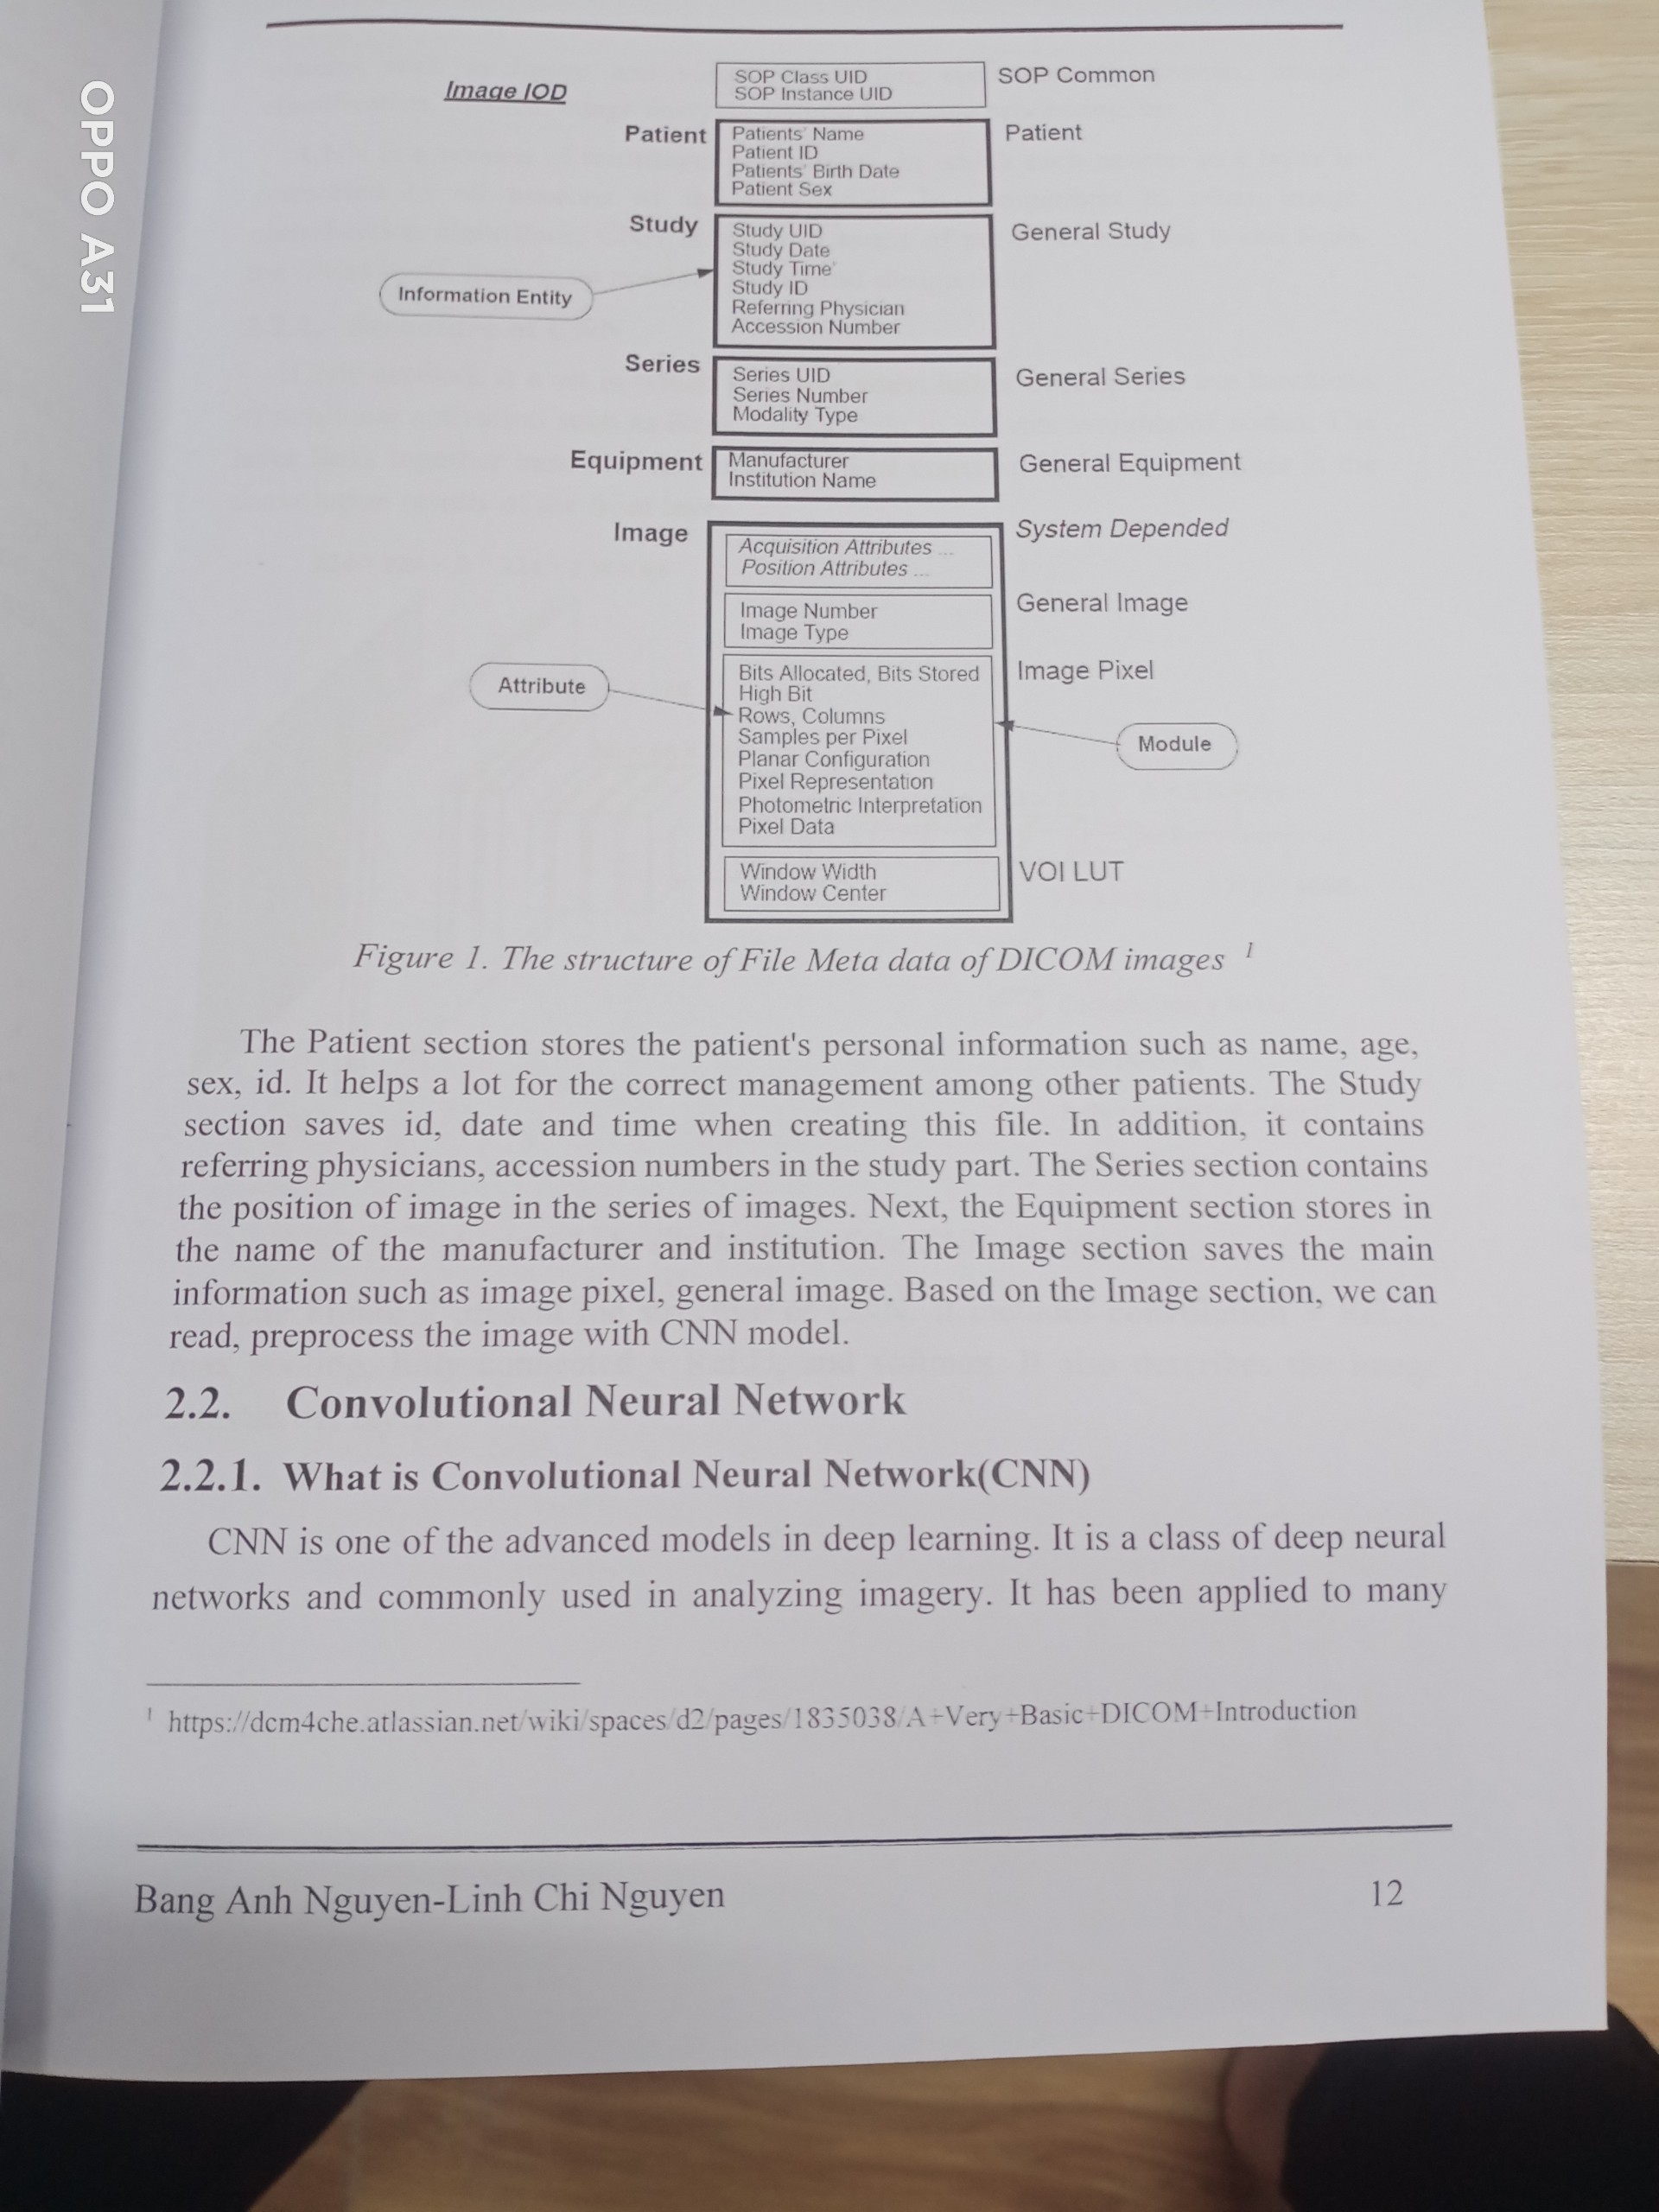 OPPO A31
Image IOD
SOP Class UID
SOP Instance UID
SOP Common
Patient
Patients' Name
Patient ID
Patients' Birth Date
Patient Sex
Patient
Study
Study UID
Study Date
Study Time
Study ID
Referring Physician
Accession Number
General Study
Information Entity
Series
Series UID
Series Number
Modality Type
General Series
Equipment
Manufacturer
Institution Name
General Equipment
Image
Acquisition Attributes ...
Position Attributes ...
System Depended
Image Number
Image Type
General Image
Bits Allocated, Bits Stored
High Bit
Rows, Columns
Samples per Pixel
Planar Configuration
Pixel Representation
Photometric Interpretation
Pixel Data
Image Pixel
Attribute
Module
Window Width
Window Center
VOI LUT
Figure 1. The structure of File Meta data of DICOM images 1
The Patient section stores the patient's personal information such as name, age,
sex, id. It helps a lot for the correct management among other patients. The Study
section saves id, date and time when creating this file. In addition, it contains
referring physicians, accession numbers in the study part. The Series section contains
the position of image in the series of images. Next, the Equipment section stores in
the name of the manufacturer and institution. The Image section saves the main
information such as image pixel, general image. Based on the Image section, we can
read, preprocess the image with CNN model.
2.2. Convolutional Neural Network
2.2.1. What is Convolutional Neural Network(CNN)
CNN is one of the advanced models in deep learning. It is a class of deep neural
networks and commonly used in analyzing imagery. It has been applied to many
1 https://dcm4che.atlassian.net/wiki/spaces/d2/pages/1835038/A+Very+Basic+DICOM+Introduction
Bang Anh Nguyen-Linh Chi Nguyen
12